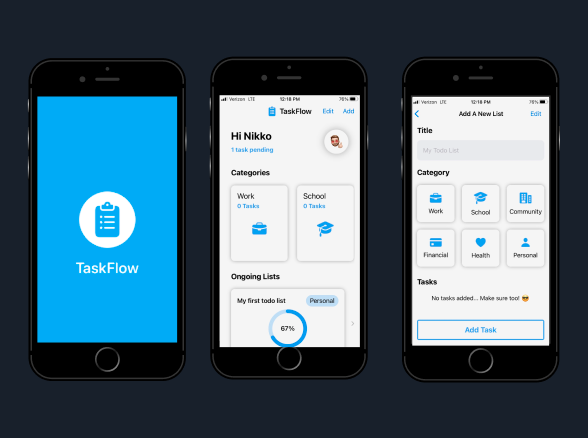 TaskFlow
Verizon LTE 12:18 PM 76%
TaskFlow Edit Add
Hi Nikko
1 task pending
Categories
Work School
0 Tasks 0 Tasks
Ongoing Lists
My first todo list Personal
67%
Verizon LTE 12:17 PM 76%
Add A New List Edit
Title
My Todo List
Category
Work School Community
Financial Health Personal
Tasks
No tasks added... Make sure too! 😎
Add Task